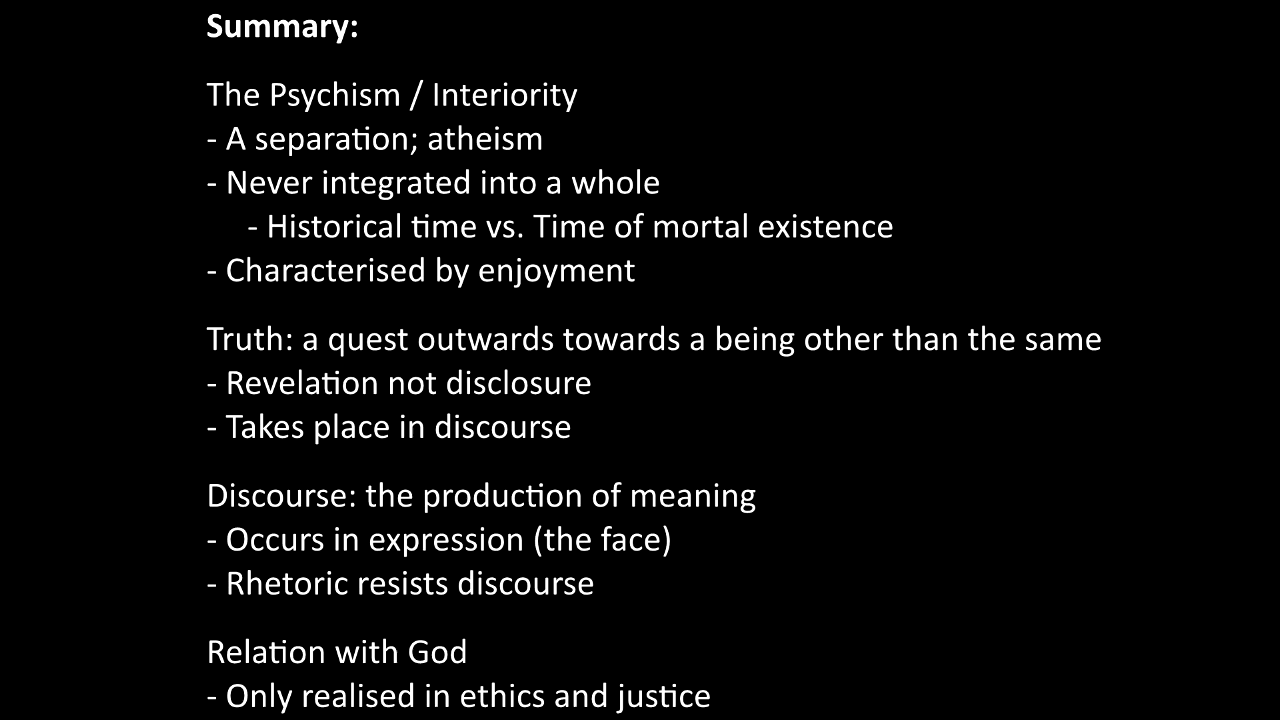 Summary:
The Psychism / Interiority
- A separation; atheism
- Never integrated into a whole
- Historical time vs. Time of mortal existence
- Characterised by enjoyment
Truth: a quest outwards towards a being other than the same
- Revelation not disclosure
- Takes place in discourse
Discourse: the production of meaning
- Occurs in expression (the face)
- Rhetoric resists discourse
Relation with God
- Only realised in ethics and justice